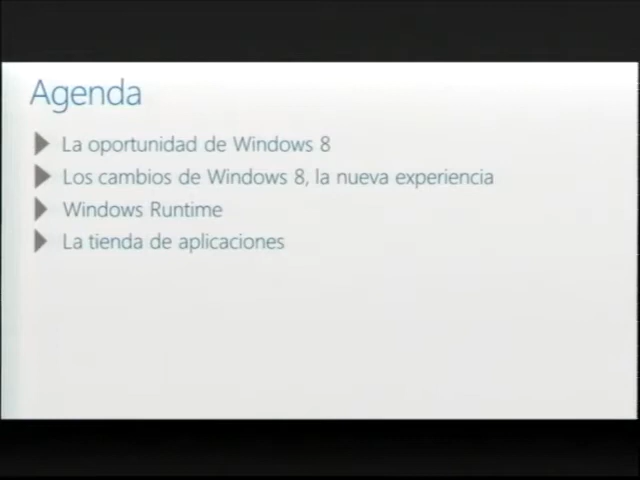 Agenda
La oportunidad de Windows 8
Los cambios de Windows 8, la nueva experiencia
Windows Runtime
La tienda de aplicaciones